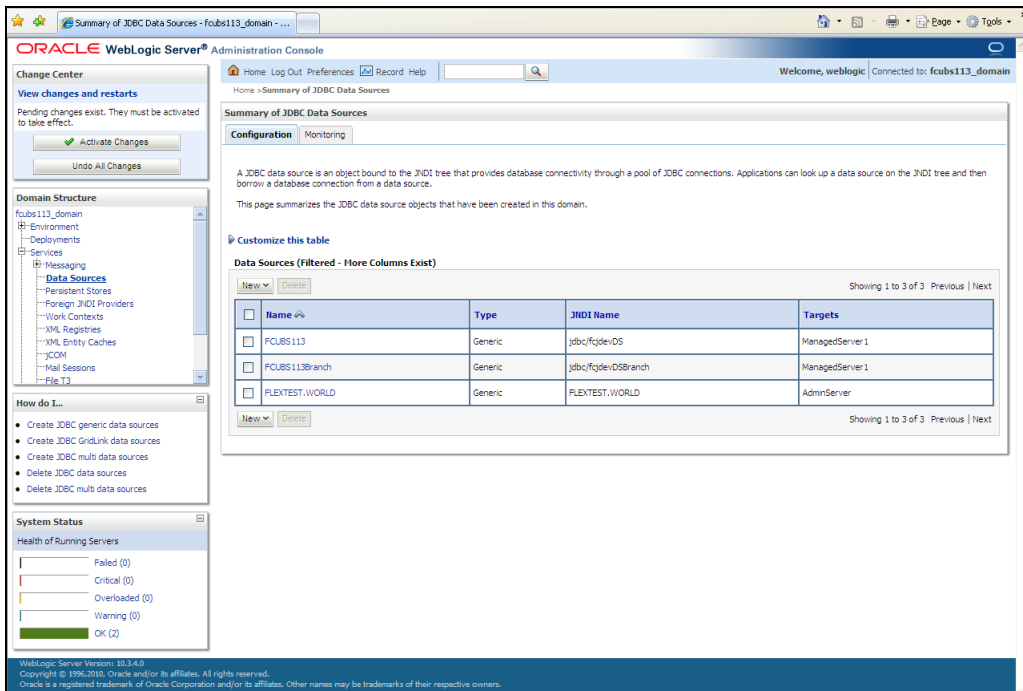 Summary of JDBC Data Sources - fcubs113_domain - ...
Page
Tools
ORACLE WebLogic Server® Administration Console
Change Center
View changes and restarts
Pending changes exist. They must be activated
to take effect.
Activate Changes
Undo All Changes
Domain Structure
fcubs113_domain
Environment
Deployments
Services
Messaging
Data Sources
Persistent Stores
Foreign JNDI Providers
Work Contexts
XML Registries
XML Entity Caches
jCOM
Mail Sessions
File T3
How do I...
Create JDBC generic data sources
Create JDBC GridLink data sources
Create JDBC multi data sources
Delete JDBC data sources
Delete JDBC multi data sources
System Status
Health of Running Servers
Failed (0)
Critical (0)
Overloaded (0)
Warning (0)
OK (2)
Home Log Out Preferences Record Help
Welcome, weblogic Connected to: fcubs113_domain
Home >Summary of JDBC Data Sources
Summary of JDBC Data Sources
Configuration Monitoring
A JDBC data source is an object bound to the JNDI tree that provides database connectivity through a pool of JDBC connections. Applications can look up a data source on the JNDI tree and then
borrow a database connection from a data source.
This page summarizes the JDBC data source objects that have been created in this domain.
Customize this table
Data Sources (Filtered - More Columns Exist)
New Delete Showing 1 to 3 of 3 Previous | Next
Name Type JNDI Name Targets
FCUBS113 Generic jdbc/fcjdevDS ManagedServer1
FCUBS113Branch Generic jdbc/fcjdevDSBranch ManagedServer1
FLEXTEST.WORLD Generic FLEXTEST.WORLD AdminServer
New Delete Showing 1 to 3 of 3 Previous | Next
WebLogic Server Version: 10.3.4.0
Copyright © 1996,2010, Oracle and/or its affiliates. All rights reserved.
Oracle is a registered trademark of Oracle Corporation and/or its affiliates. Other names may be trademarks of their respective owners.